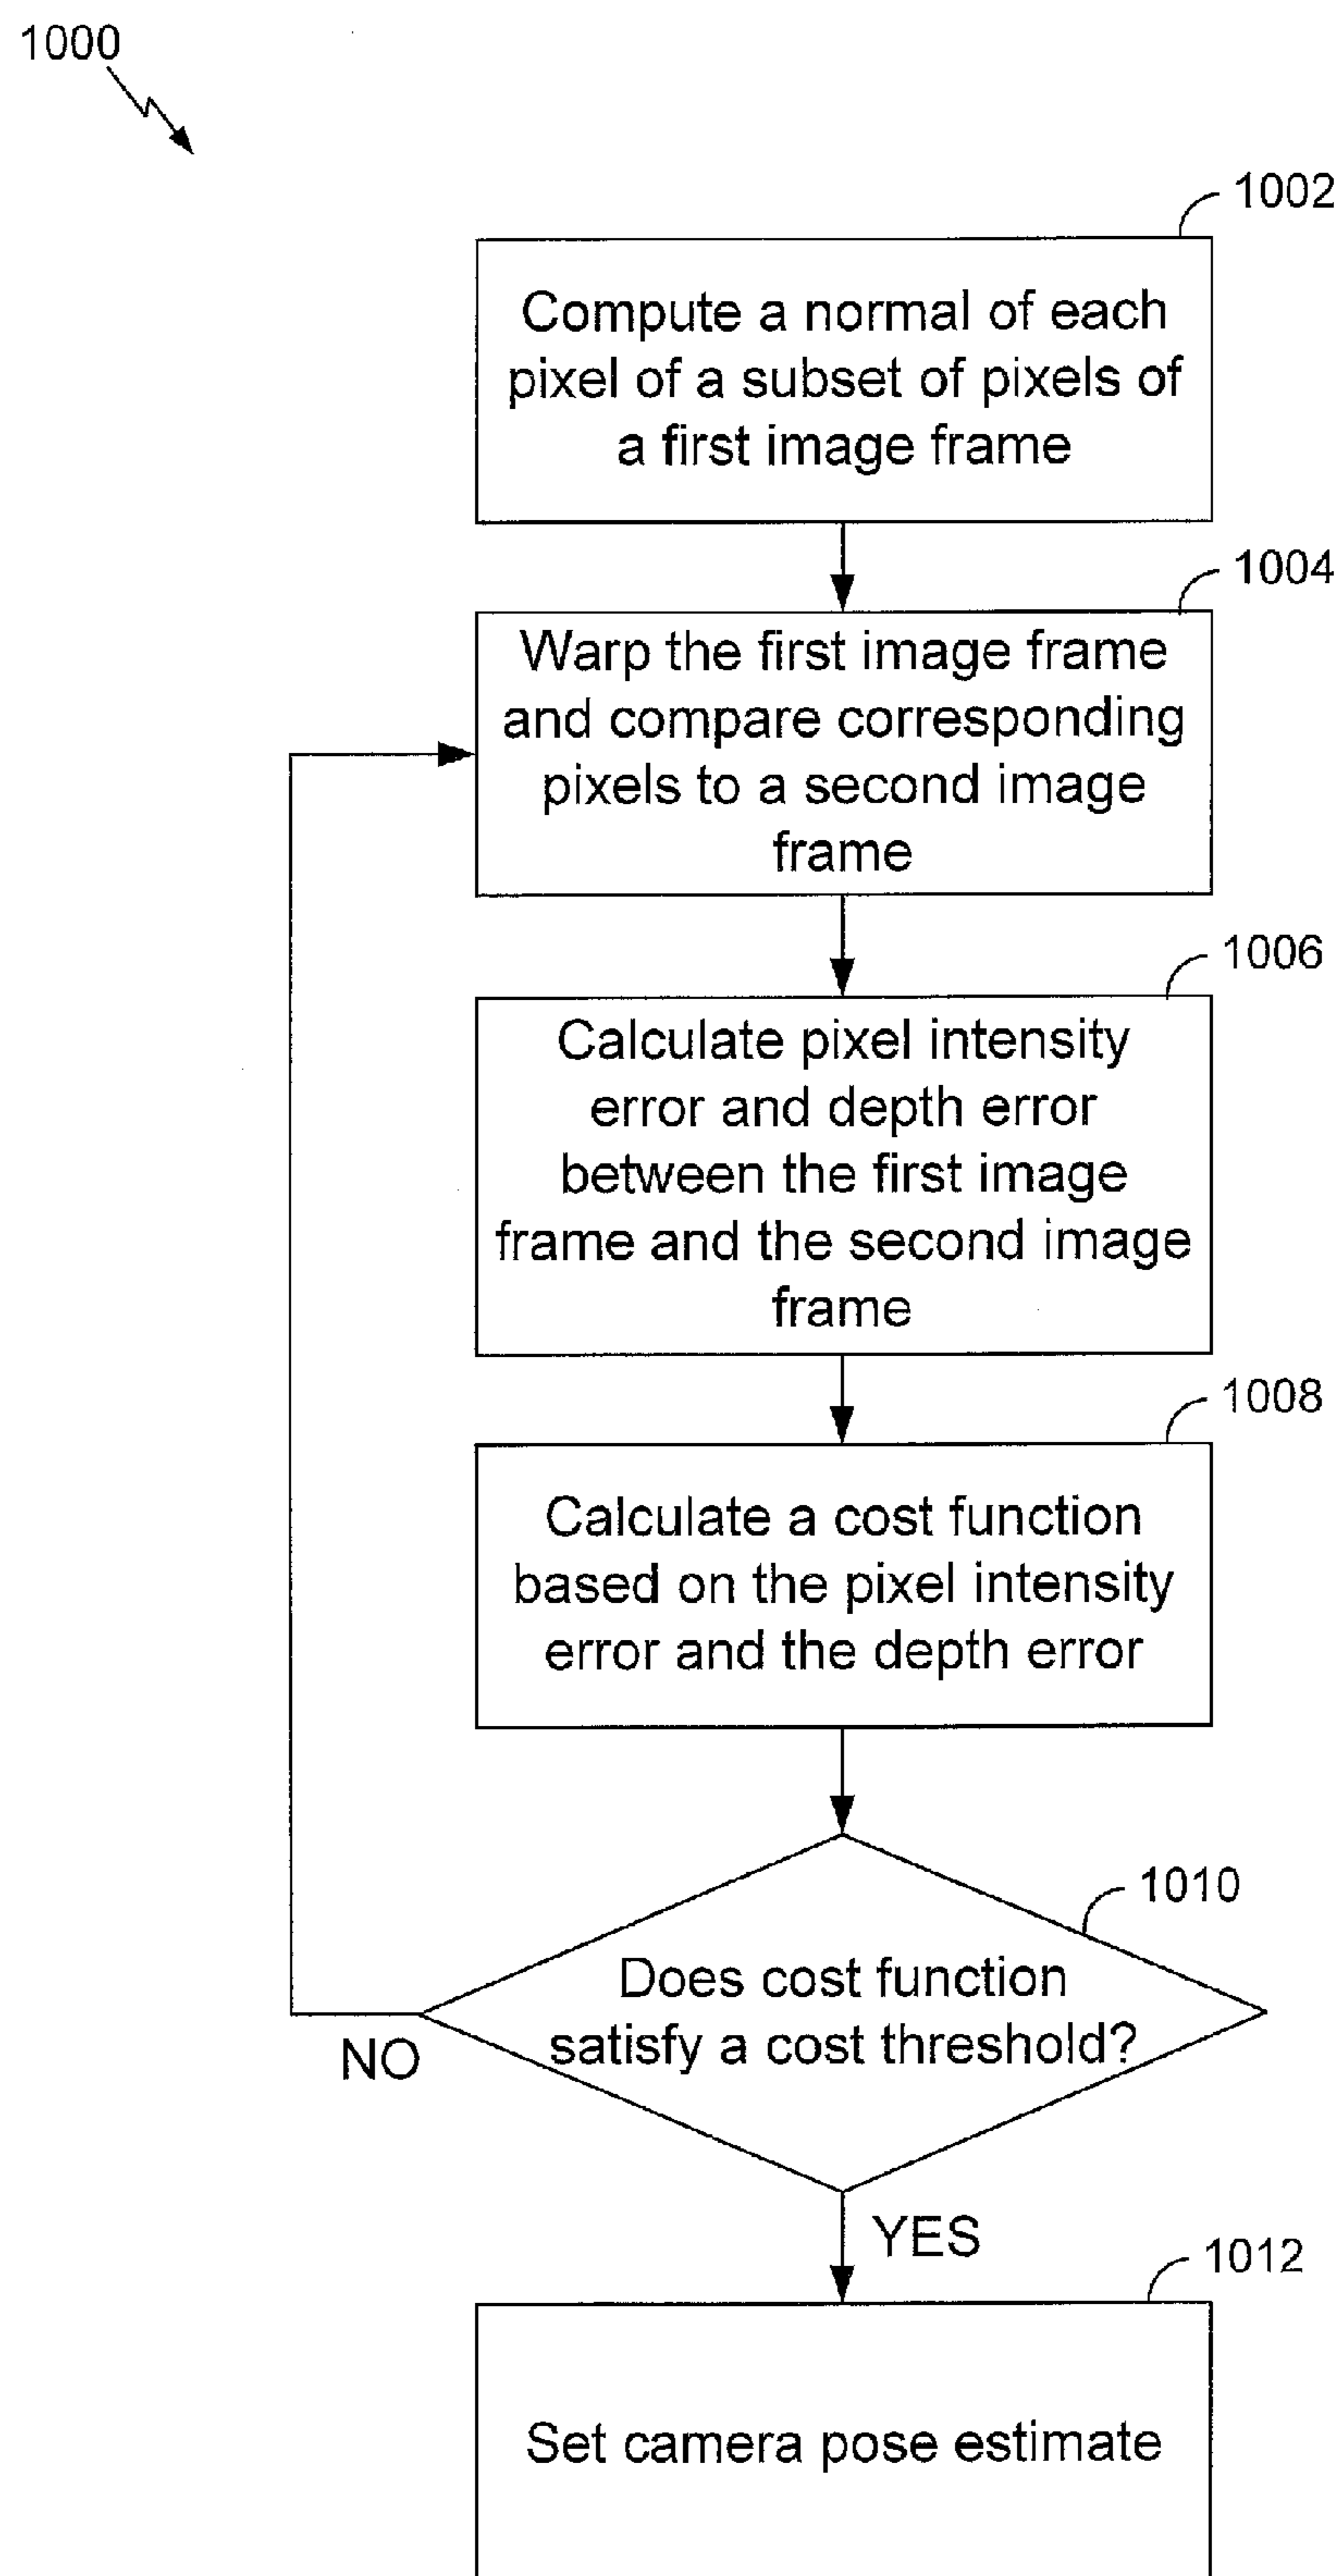 1000
1002
Compute a normal of each
pixel of a subset of pixels of
a first image frame
1004
Warp the first image frame
and compare corresponding
pixels to a second image
frame
1006
Calculate pixel intensity
error and depth error
between the first image
frame and the second image
frame
1008
Calculate a cost function
based on the pixel intensity
error and the depth error
1010
Does cost function
satisfy a cost threshold?
NO
YES
1012
Set camera pose estimate